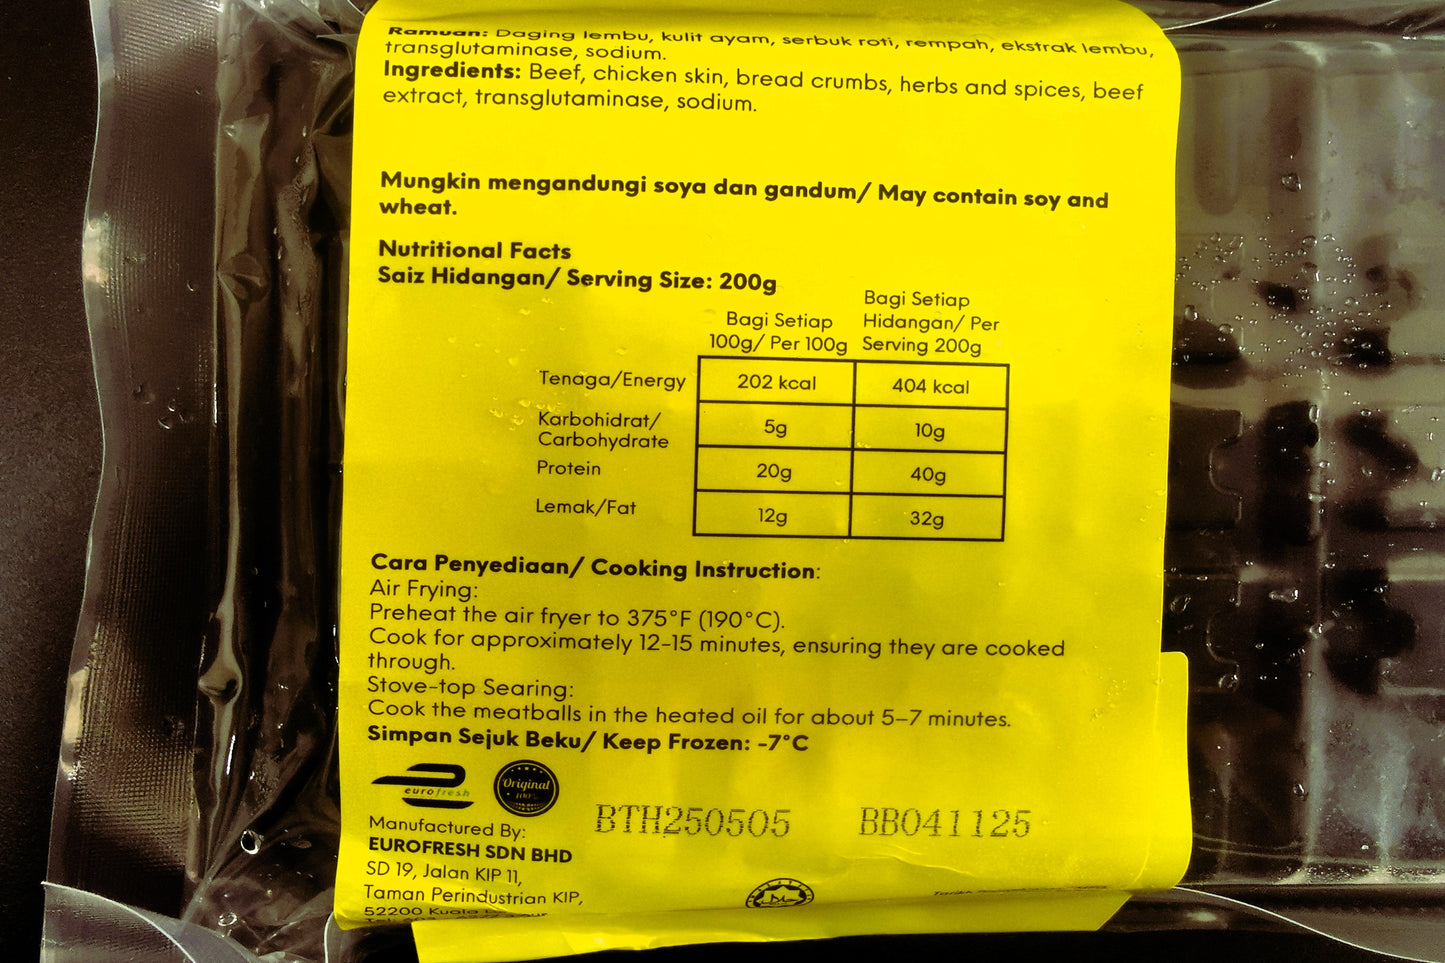 Ramuan: Daging lembu, kulit ayam, serbuk roti, rempah, ekstrak lembu,
transglutaminase, sodium.
Ingredients: Beef, chicken skin, bread crumbs, herbs and spices, beef
extract, transglutaminase, sodium.
Mungkin mengandungi soya dan gandum/ May contain soy and
wheat.
Nutritional Facts
Saiz Hidangan/ Serving Size: 200g
Bagi Setiap
100g/ Per 100g
Bagi Setiap
Hidangan/ Per
Serving 200g
Tenaga/Energy 202 kcal 404 kcal
Karbohidrat/
Carbohydrate 5g 10g
Protein 20g 40g
Lemak/Fat 12g 32g
Cara Penyediaan/ Cooking Instruction:
Air Frying:
Preheat the air fryer to 375°F (190°C).
Cook for approximately 12-15 minutes, ensuring they are cooked
through.
Stove-top Searing:
Cook the meatballs in the heated oil for about 5-7 minutes.
Simpan Sejuk Beku/ Keep Frozen: -7°C
eurofresh
Original
100%
BTH250505 BB041125
Manufactured By:
EUROFRESH SDN BHD
SD 19, Jalan KIP 11,
Taman Perindustrian KIP,
52200 Kuala